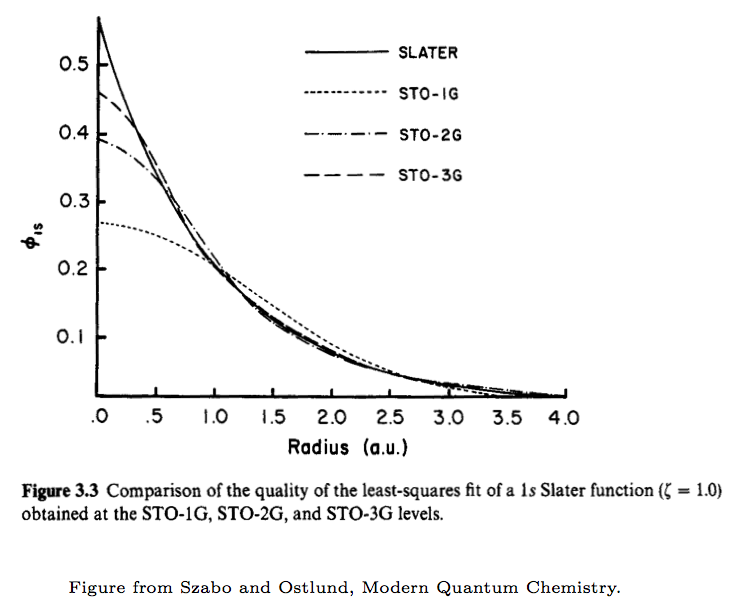 0.5
0.4
0.3
0.2
0.1
ϕ1s
SLATER
STO-1G
STO-2G
STO-3G
.0 .5 1.0 1.5 2.0 2.5 3.0 3.5 4.0
Radius (a.u.)
Figure 3.3 Comparison of the quality of the least-squares fit of a 1s Slater function (ζ = 1.0)
obtained at the STO-1G, STO-2G, and STO-3G levels.
Figure from Szabo and Ostlund, Modern Quantum Chemistry.